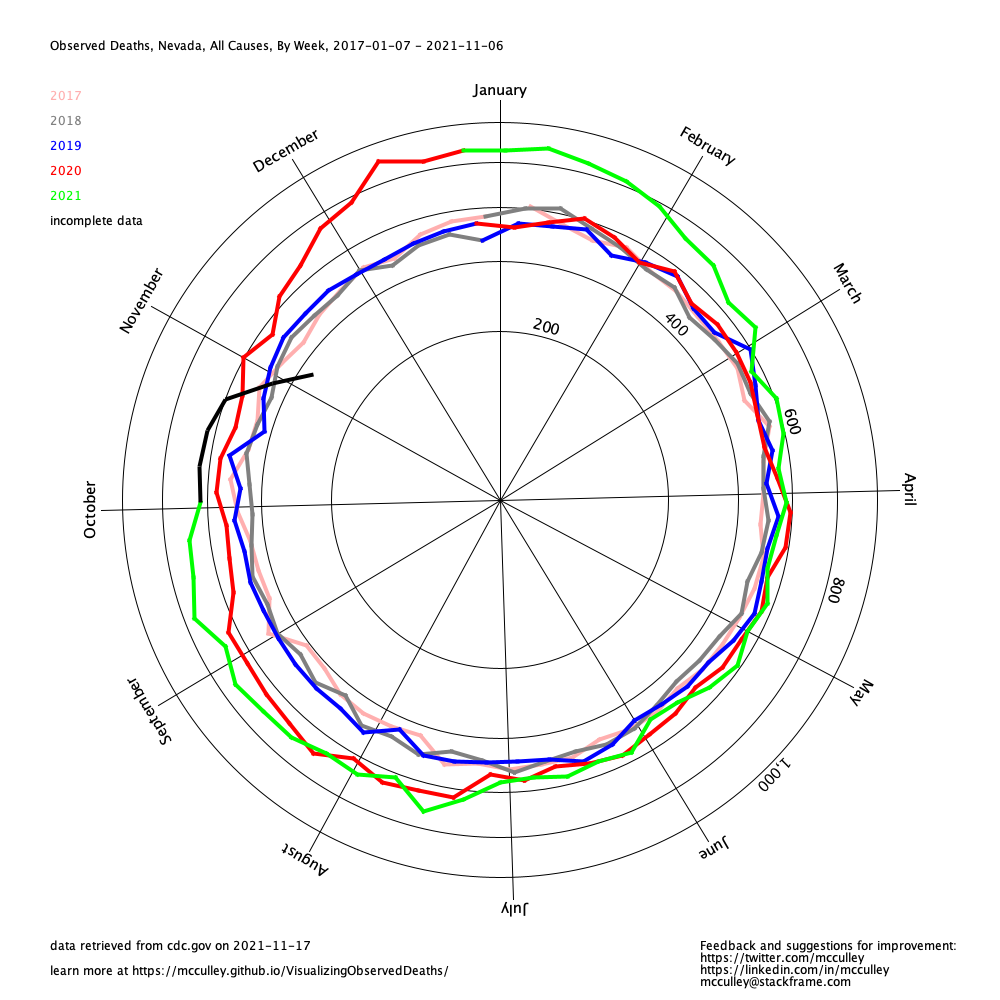 Observed Deaths, Nevada, All Causes, By Week, 2017-01-07 - 2021-11-06
2017
2018
2019
2020
2021
incomplete data
January
February
March
April
May
June
July
August
September
October
November
December
200
400
600
800
1,000
data retrieved from cdc.gov on 2021-11-17
learn more at https://mcculley.github.io/VisualizingObservedDeaths/
Feedback and suggestions for improvement:
https://twitter.com/mcculley
https://linkedin.com/in/mcculley
mcculley@stackframe.com